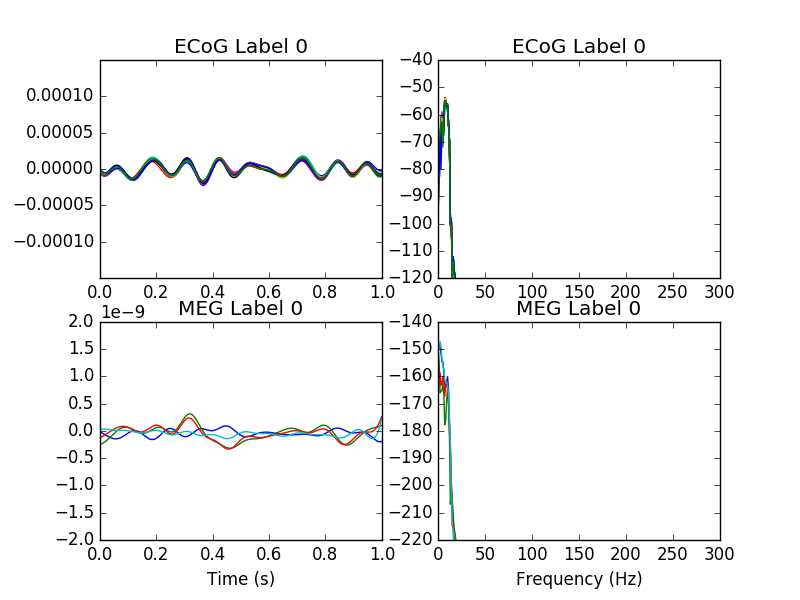 ECoG Label 0
ECoG Label 0
0.00010
0.00005
0.00000
−0.00005
−0.00010
0.0 0.2 0.4 0.6 0.8 1.0
−40
−50
−60
−70
−80
−90
−100
−110
−120
0 50 100 150 200 250 300
1e−9
MEG Label 0
MEG Label 0
2.0
1.5
1.0
0.5
0.0
−0.5
−1.0
−1.5
−2.0
0.0 0.2 0.4 0.6 0.8 1.0
Time (s)
−140
−150
−160
−170
−180
−190
−200
−210
−220
0 50 100 150 200 250 300
Frequency (Hz)